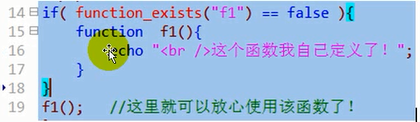 14 if( function_exists("f1") == false ){
15 function f1(){
16 echo "<br />这个函数我自己定义了！";
17 }
18 }
19 f1(); //这里就可以放心使用该函数了！